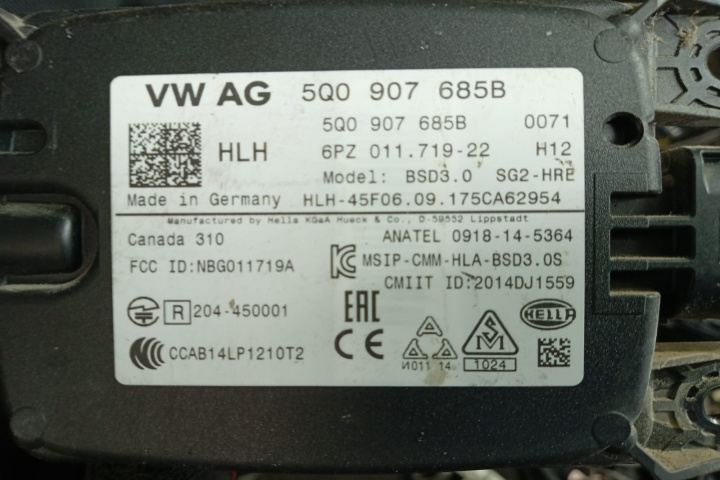 VW AG 5Q0 907 685B
5Q0 907 685B 0071
HLH 6PZ 011.719-22 H12
Model: BSD3.0 SG2-HRE
Made in Germany HLH-45F06.09.175CA62954
Manufactured by Hella KGaA Hueck & Co., D-59552 Lippstadt
Canada 310 ANATEL 0918-14-5364
FCC ID:NBG011719A MSIP-CMM-HLA-BSD3.0S
CMIIT ID:2014DJ1559
R 204-450001 EAC HELLA
CCAB14LP1210T2 CE
И011 14 1024